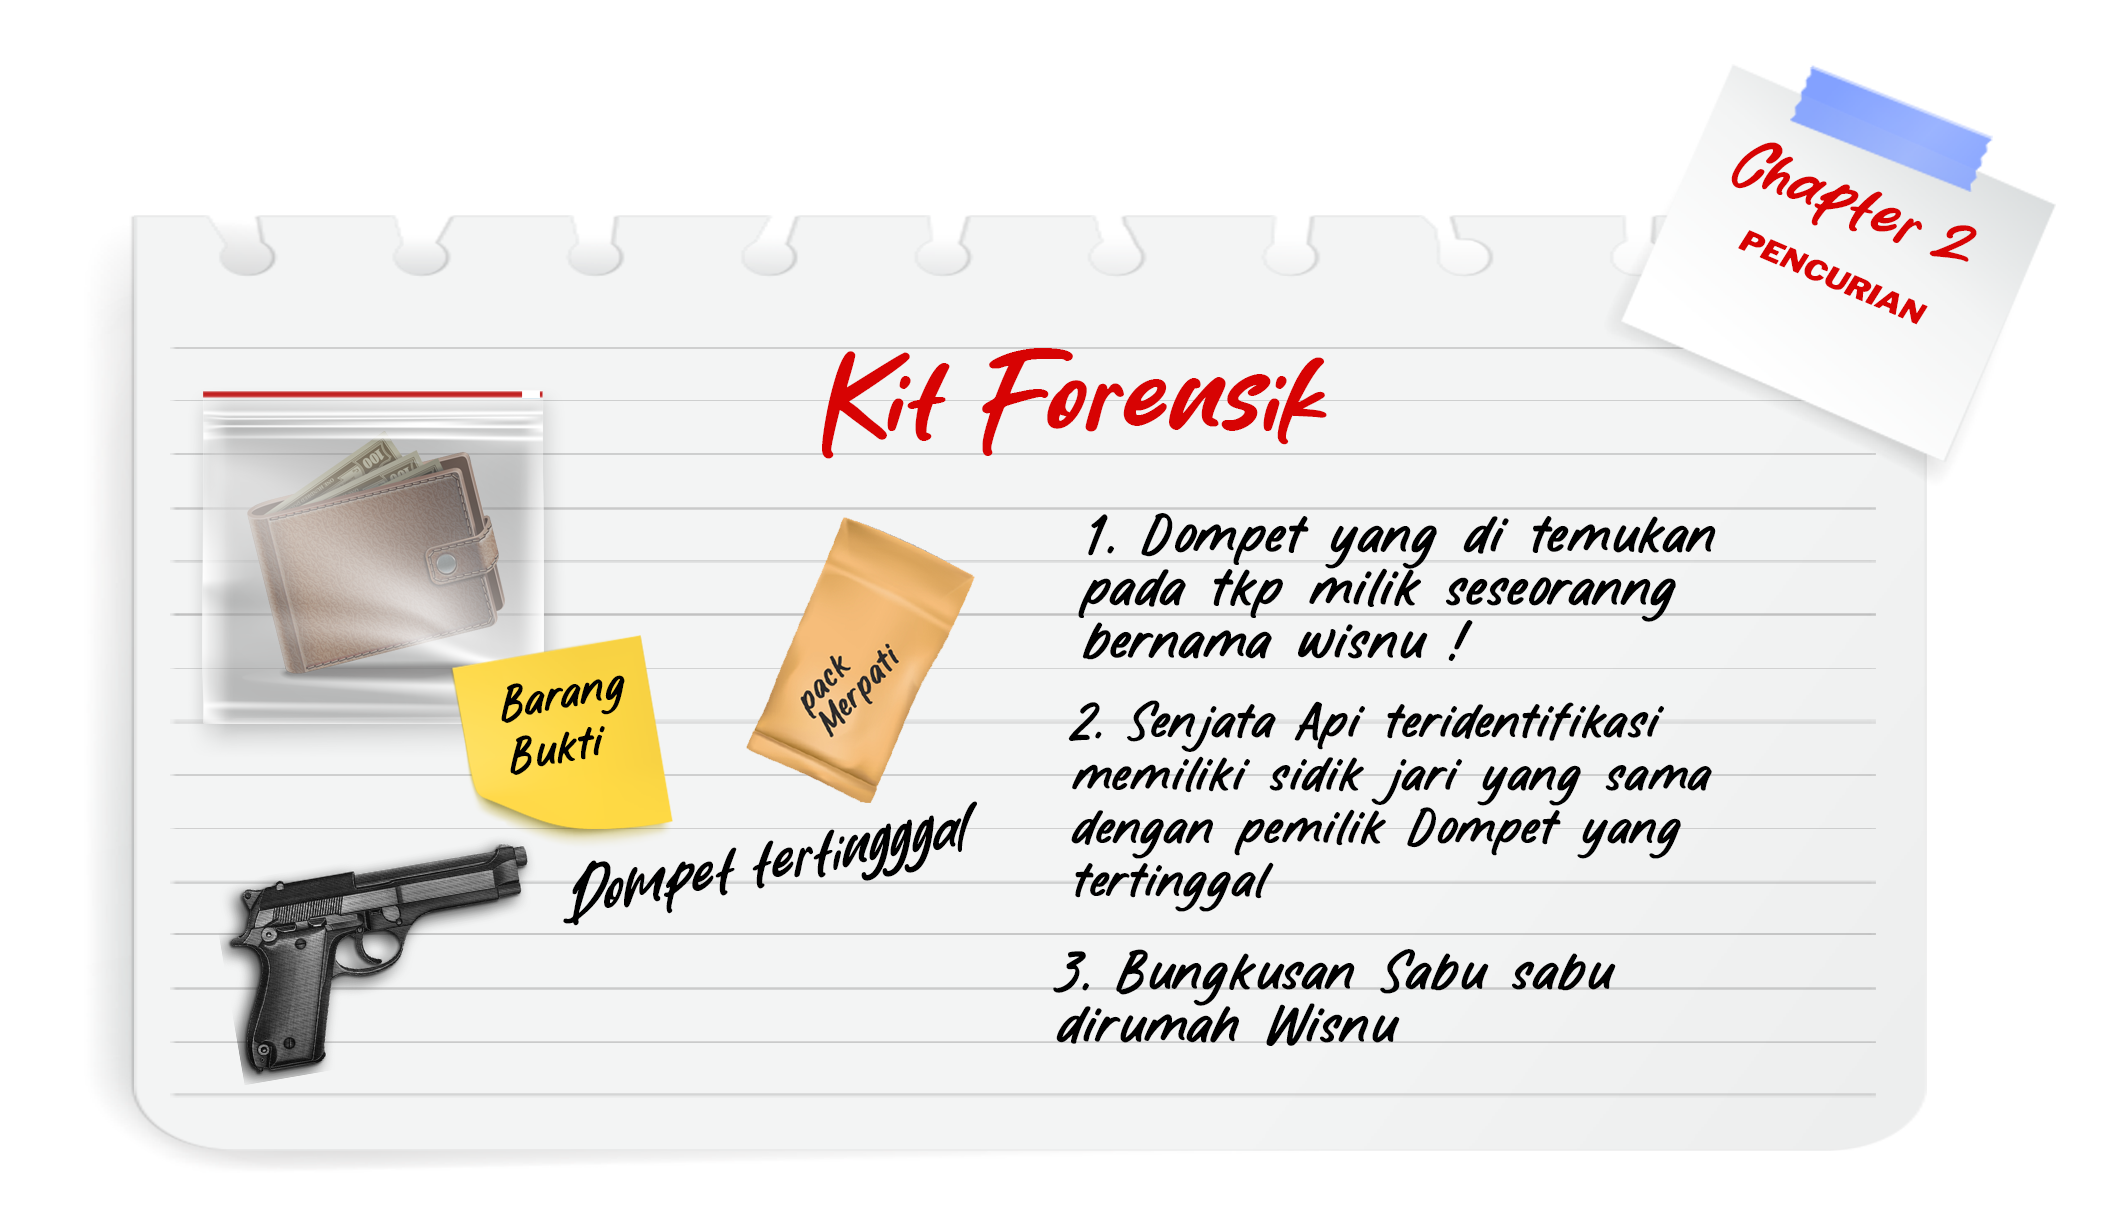 Chapter 2
PENCURIAN
Kit Forensik
Barang
Bukti
pack
Merpati
Dompet tertingggal
1. Dompet yang di temukan
pada tkp milik seseoranng
bernama wisnu !
2. Senjata Api teridentifikasi
memiliki sidik jari yang sama
dengan pemilik Dompet yang
tertinggal
3. Bungkusan Sabu sabu
dirumah Wisnu
100
100